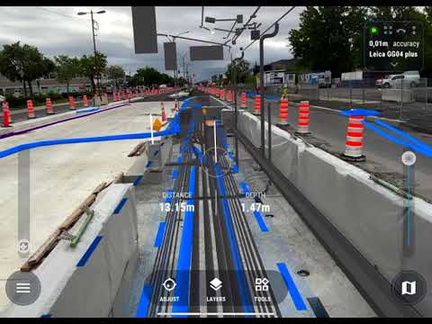 0,01m accuracy
Leica GG04 plus
DISTANCE
13.15m
DEPTH
1.47m
ADJUST
LAYERS
TOOLS